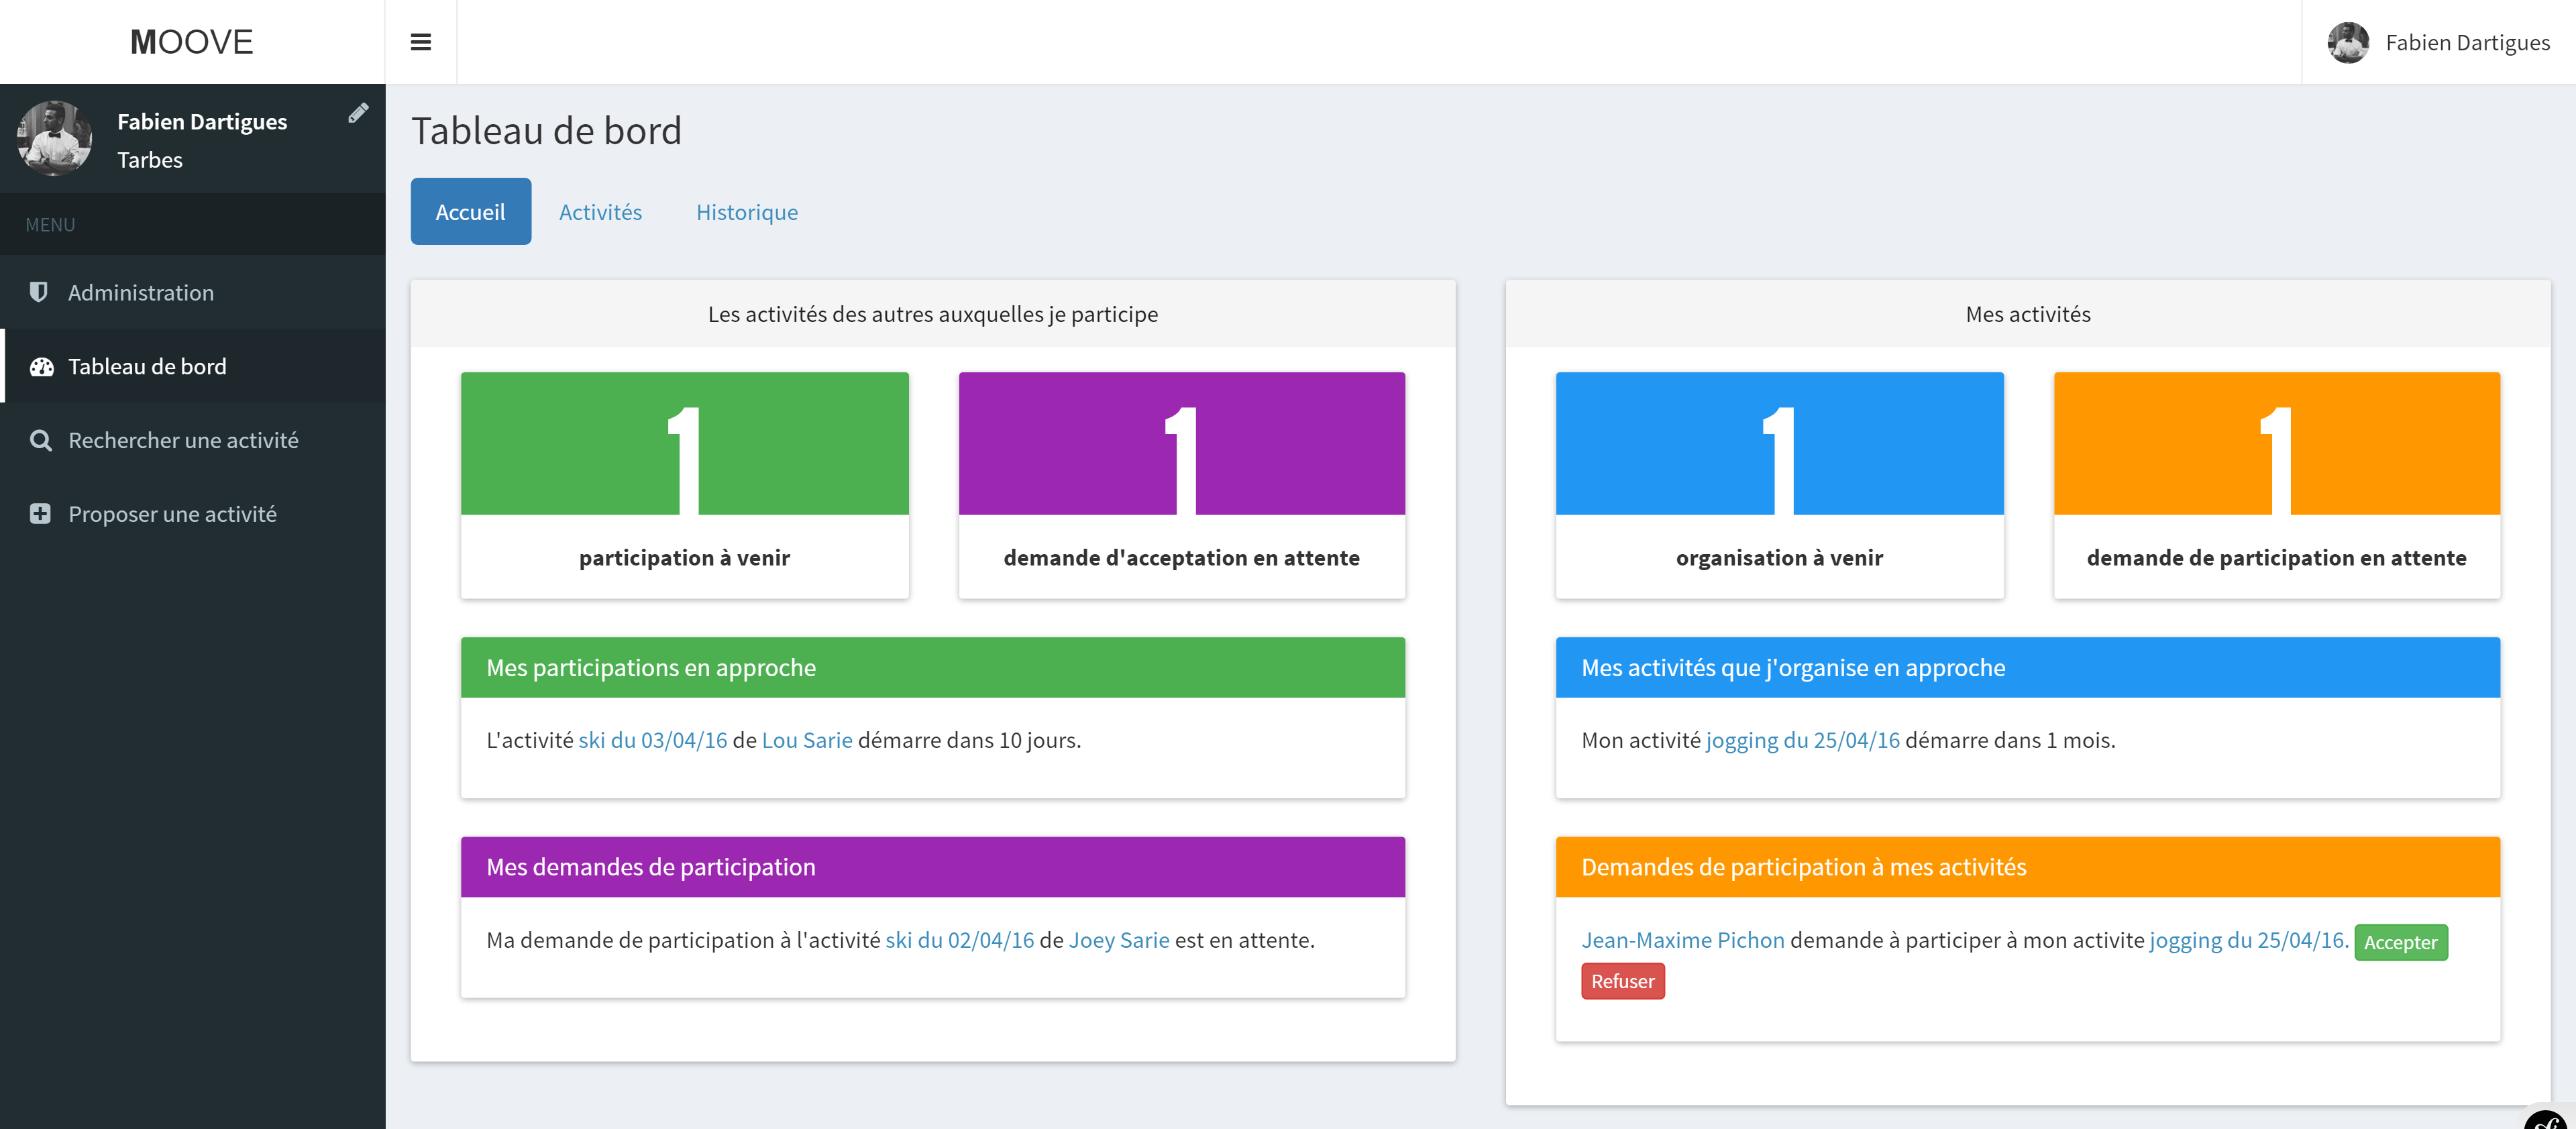 MOOVE
Fabien Dartigues
Fabien Dartigues
Tarbes
MENU
Administration
Tableau de bord
Rechercher une activité
Proposer une activité
Tableau de bord
Accueil
Activités
Historique
Les activités des autres auxquelles je participe
1
participation à venir
1
demande d'acceptation en attente
Mes participations en approche
L'activité ski du 03/04/16 de Lou Sarie démarre dans 10 jours.
Mes demandes de participation
Ma demande de participation à l'activité ski du 02/04/16 de Joey Sarie est en attente.
Mes activités
1
organisation à venir
1
demande de participation en attente
Mes activités que j'organise en approche
Mon activité jogging du 25/04/16 démarre dans 1 mois.
Demandes de participation à mes activités
Jean-Maxime Pichon demande à participer à mon activite jogging du 25/04/16. Accepter
Refuser